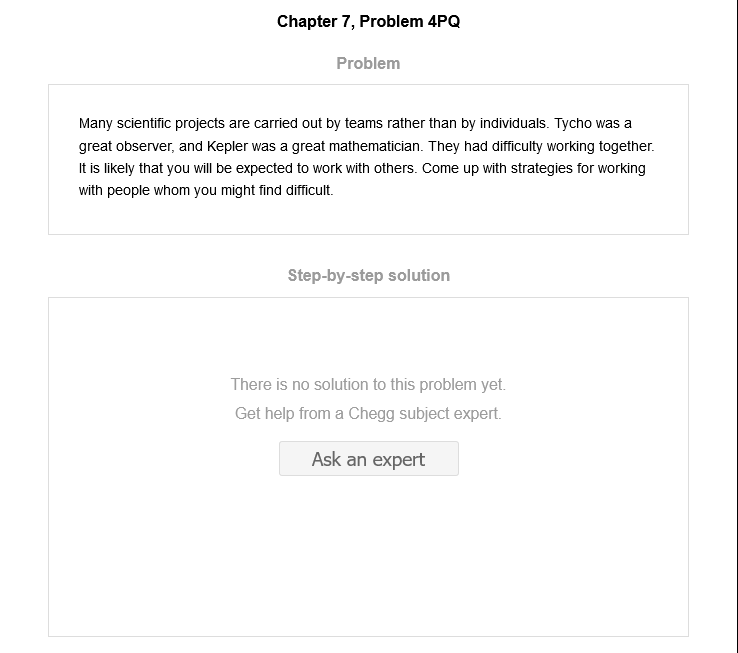 Chapter 7, Problem 4PQ
Problem
Many scientific projects are carried out by teams rather than by individuals. Tycho was a
great observer, and Kepler was a great mathematician. They had difficulty working together.
It is likely that you will be expected to work with others. Come up with strategies for working
with people whom you might find difficult.
Step-by-step solution
There is no solution to this problem yet.
Get help from a Chegg subject expert.
Ask an expert